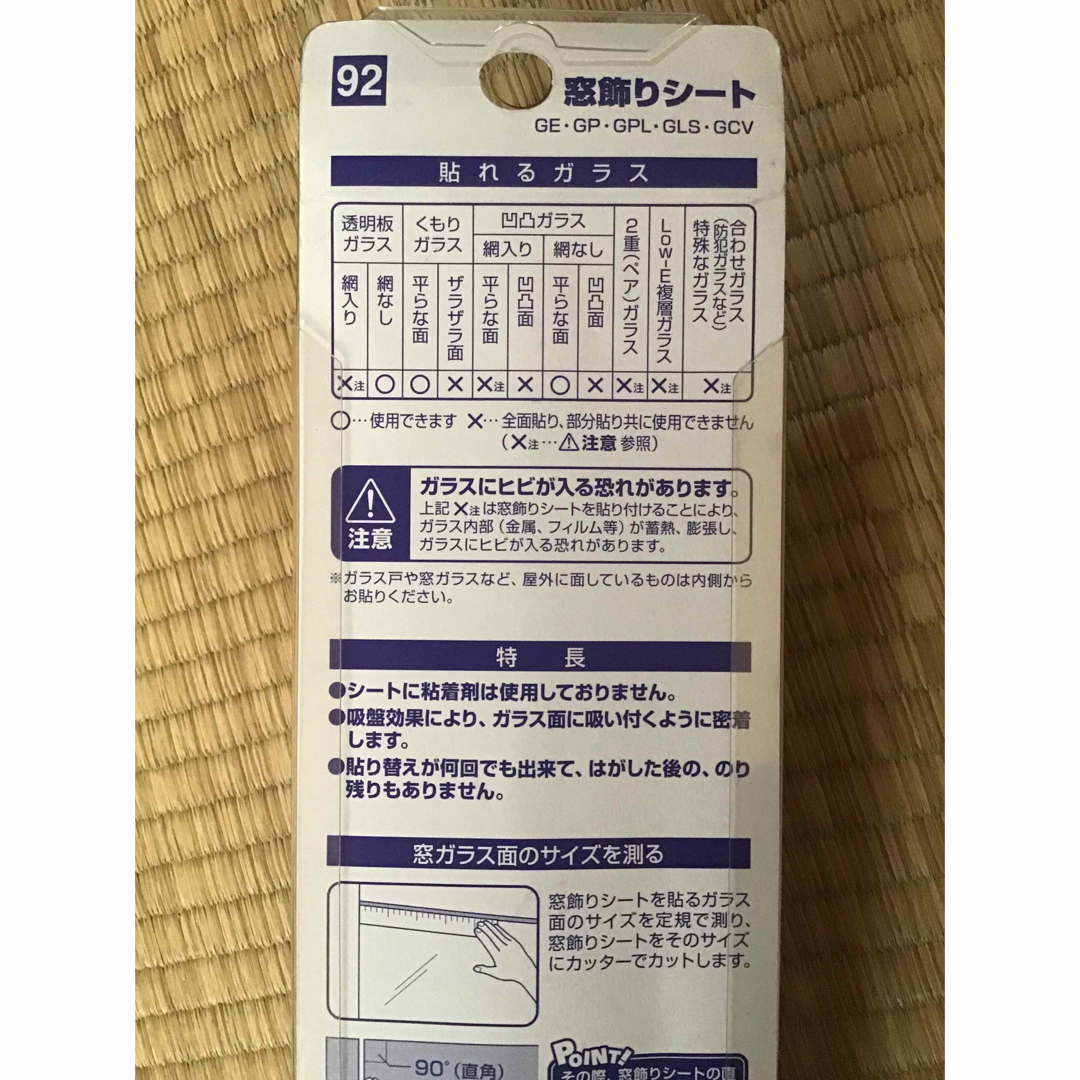 92
窓飾りシート
GE・GP・GPL・GLS・GCV
貼れるガラス
透明板ガラス
くもりガラス
凹凸ガラス
網入り
網なし
2重(ペア)ガラス
Low-E複層ガラス
合わせガラス
(防犯ガラスなど)
特殊なガラス
網入り
網なし
平らな面
ザラザラ面
平らな面
凹凸面
平らな面
凹凸面
×注 ○ ○ × ×注 × ○ × ×注 ×注 ×注
○…使用できます ×…全面貼り、部分貼り共に使用できません
(×注…⚠注意 参照)
注意
ガラスにヒビが入る恐れがあります。
上記×注は窓飾りシートを貼り付けることにより、
ガラス内部(金属、フィルム等)が蓄熱、膨張し、
ガラスにヒビが入る恐れがあります。
※ガラス戸や窓ガラスなど、屋外に面しているものは内側から
お貼りください。
特 長
●シートに粘着剤は使用しておりません。
●吸盤効果により、ガラス面に吸い付くように密着
します。
●貼り替えが何回でも出来て、はがした後の、のり
残りもありません。
窓ガラス面のサイズを測る
窓飾りシートを貼るガラス
面のサイズを定規で測り、
窓飾りシートをそのサイズ
にカッターでカットします。
90°(直角)
POINT!
その際、窓飾りシートの直